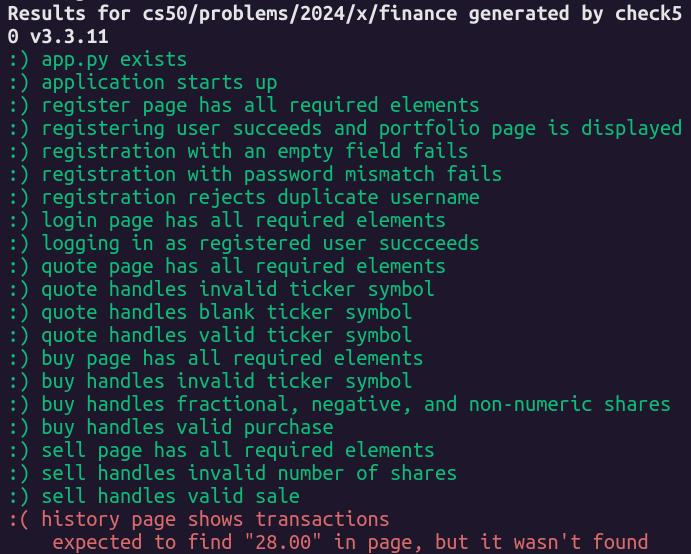 Results for cs50/problems/2024/x/finance generated by check5
0 v3.3.11
:) app.py exists
:) application starts up
:) register page has all required elements
:) registering user succeeds and portfolio page is displayed
:) registration with an empty field fails
:) registration with password mismatch fails
:) registration rejects duplicate username
:) login page has all required elements
:) logging in as registered user succceeds
:) quote page has all required elements
:) quote handles invalid ticker symbol
:) quote handles blank ticker symbol
:) quote handles valid ticker symbol
:) buy page has all required elements
:) buy handles invalid ticker symbol
:) buy handles fractional, negative, and non-numeric shares
:) buy handles valid purchase
:) sell page has all required elements
:) sell handles invalid number of shares
:) sell handles valid sale
:( history page shows transactions
expected to find "28.00" in page, but it wasn't found